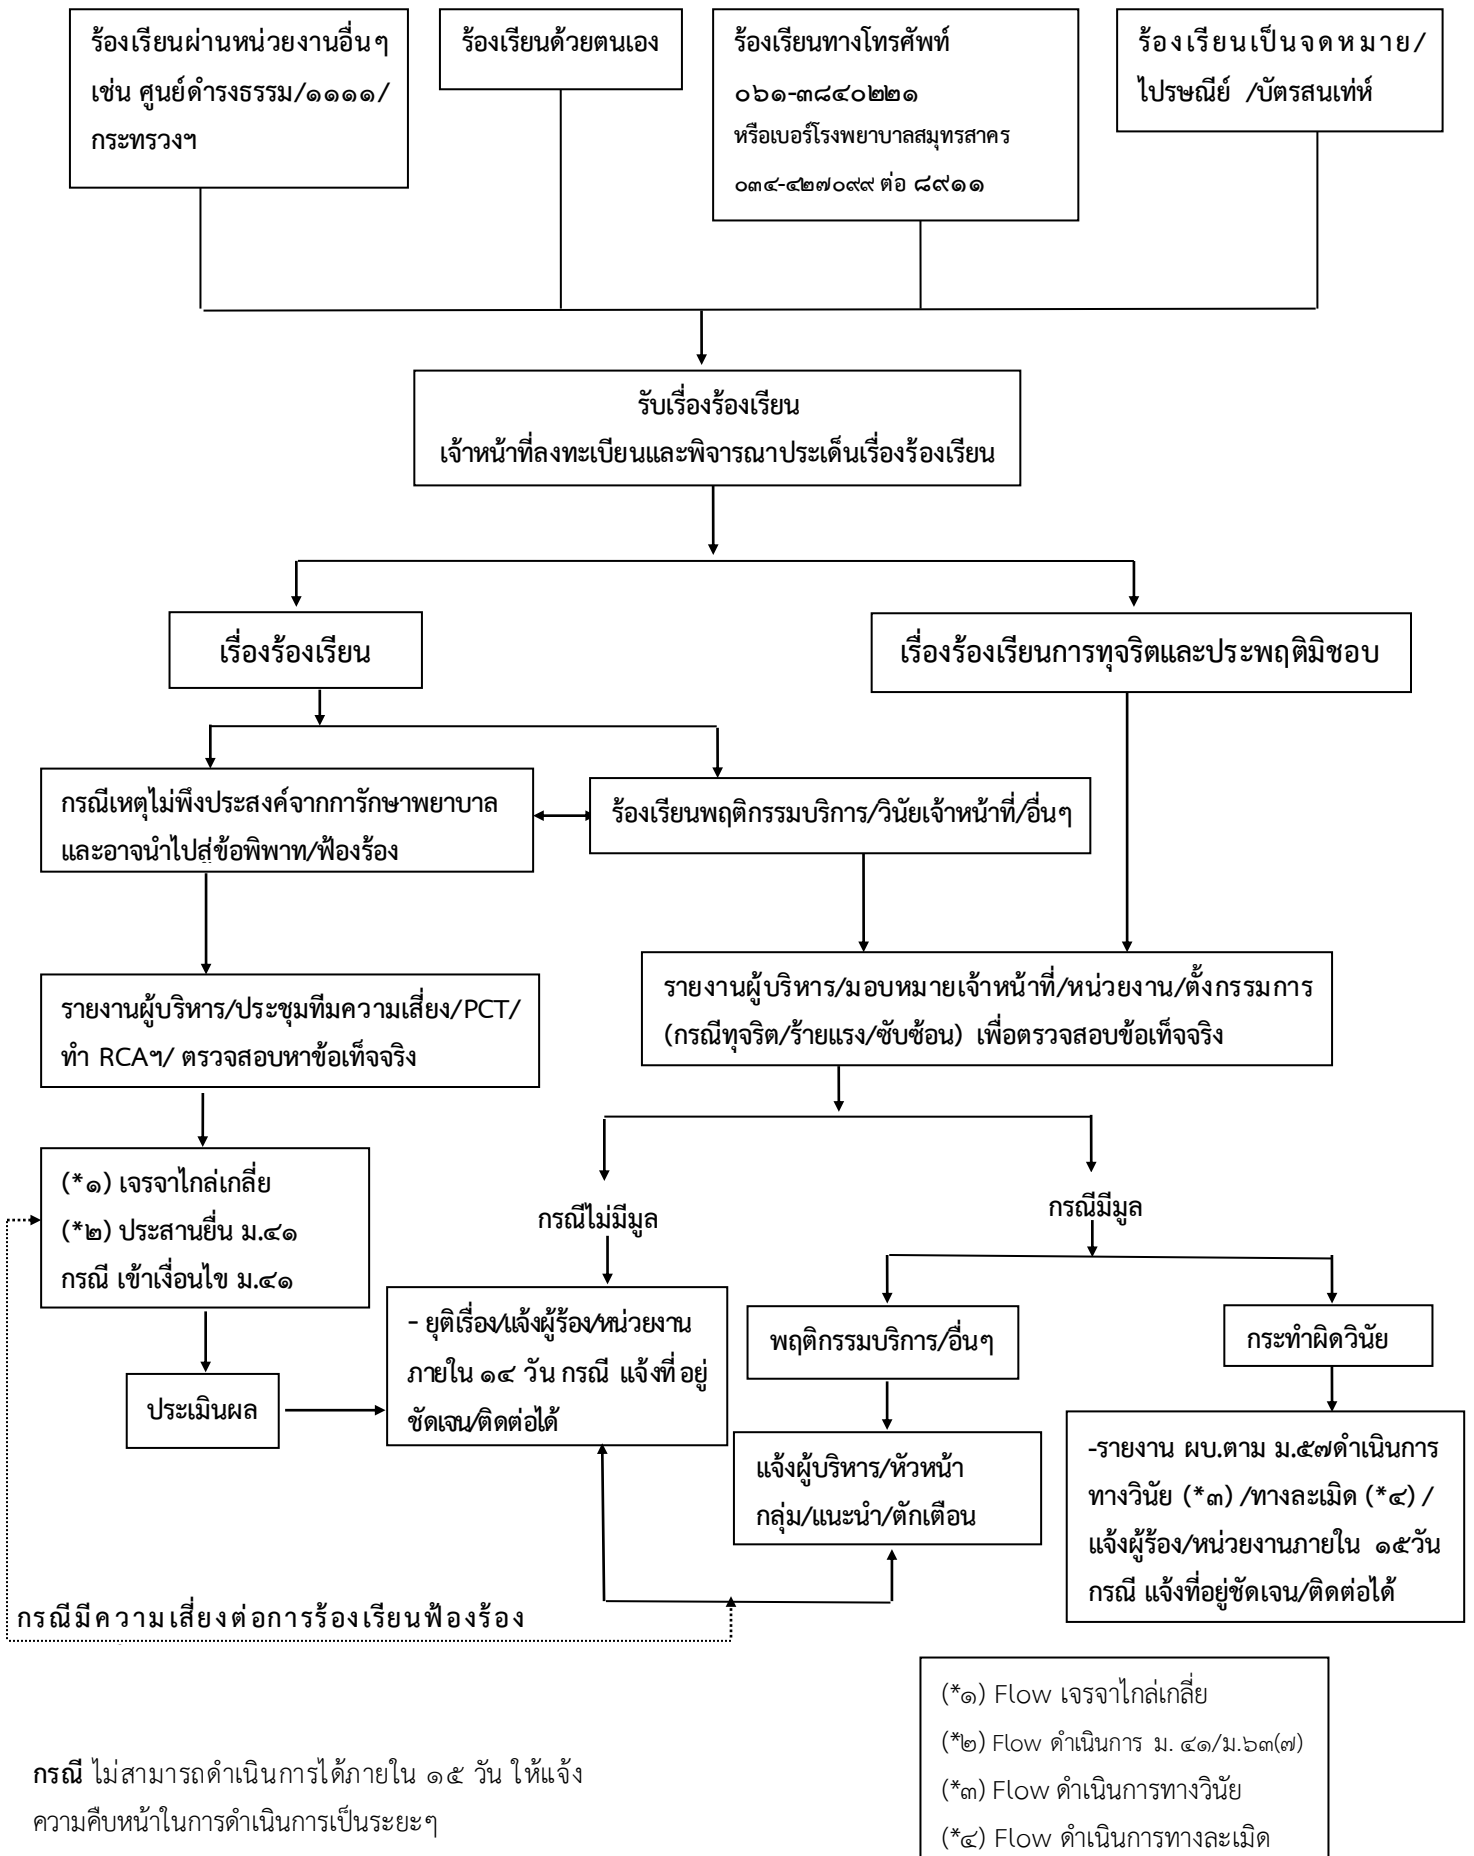 ร้องเรียนผ่านหน่วยงานอื่นๆ
เช่น ศูนย์ดำรงธรรม/๑๑๑๑/
กระทรวงฯ
ร้องเรียนด้วยตนเอง
ร้องเรียนทางโทรศัพท์
๐๖๑-๓๘๔๐๒๒๑
หรือเบอร์โรงพยาบาลสมุทรสาคร
๐๓๔-๔๒๗๐๙๙ ต่อ ๘๙๑๑
ร้องเรียนเป็นจดหมาย/
ไปรษณีย์ /บัตรสนเท่ห์
รับเรื่องร้องเรียน
เจ้าหน้าที่ลงทะเบียนและพิจารณาประเด็นเรื่องร้องเรียน
เรื่องร้องเรียน
เรื่องร้องเรียนการทุจริตและประพฤติมิชอบ
กรณีเหตุไม่พึงประสงค์จากการักษาพยาบาล
และอาจนำไปสู่ข้อพิพาท/ฟ้องร้อง
ร้องเรียนพฤติกรรมบริการ/วินัยเจ้าหน้าที่/อื่นๆ
รายงานผู้บริหาร/ประชุมทีมความเสี่ยง/PCT/
ทำ RCAฯ/ ตรวจสอบหาข้อเท็จจริง
รายงานผู้บริหาร/มอบหมายเจ้าหน้าที่/หน่วยงาน/ตั้งกรรมการ
(กรณีทุจริต/ร้ายแรง/ซับซ้อน) เพื่อตรวจสอบข้อเท็จจริง
(*๑) เจรจาไกล่เกลี่ย
(*๒) ประสานยื่น ม.๔๑
กรณี เข้าเงื่อนไข ม.๔๑
กรณีไม่มีมูล
กรณีมีมูล
- ยุติเรื่อง/แจ้งผู้ร้อง/หน่วยงาน
ภายใน ๑๔ วัน กรณี แจ้งที่อยู่
ชัดเจน/ติดต่อได้
พฤติกรรมบริการ/อื่นๆ
กระทำผิดวินัย
ประเมินผล
แจ้งผู้บริหาร/หัวหน้า
กลุ่ม/แนะนำ/ตักเตือน
-รายงาน ผบ.ตาม ม.๕๗ดำเนินการ
ทางวินัย (*๓) /ทางละเมิด (*๔) /
แจ้งผู้ร้อง/หน่วยงานภายใน ๑๕วัน
กรณี แจ้งที่อยู่ชัดเจน/ติดต่อได้
กรณีมีความเสี่ยงต่อการร้องเรียนฟ้องร้อง
(*๑) Flow เจรจาไกล่เกลี่ย
(*๒) Flow ดำเนินการ ม. ๔๑/ม.๖๓(๗)
(*๓) Flow ดำเนินการทางวินัย
(*๔) Flow ดำเนินการทางละเมิด
กรณี ไม่สามารถดำเนินการได้ภายใน ๑๕ วัน ให้แจ้ง
ความคืบหน้าในการดำเนินการเป็นระยะๆ